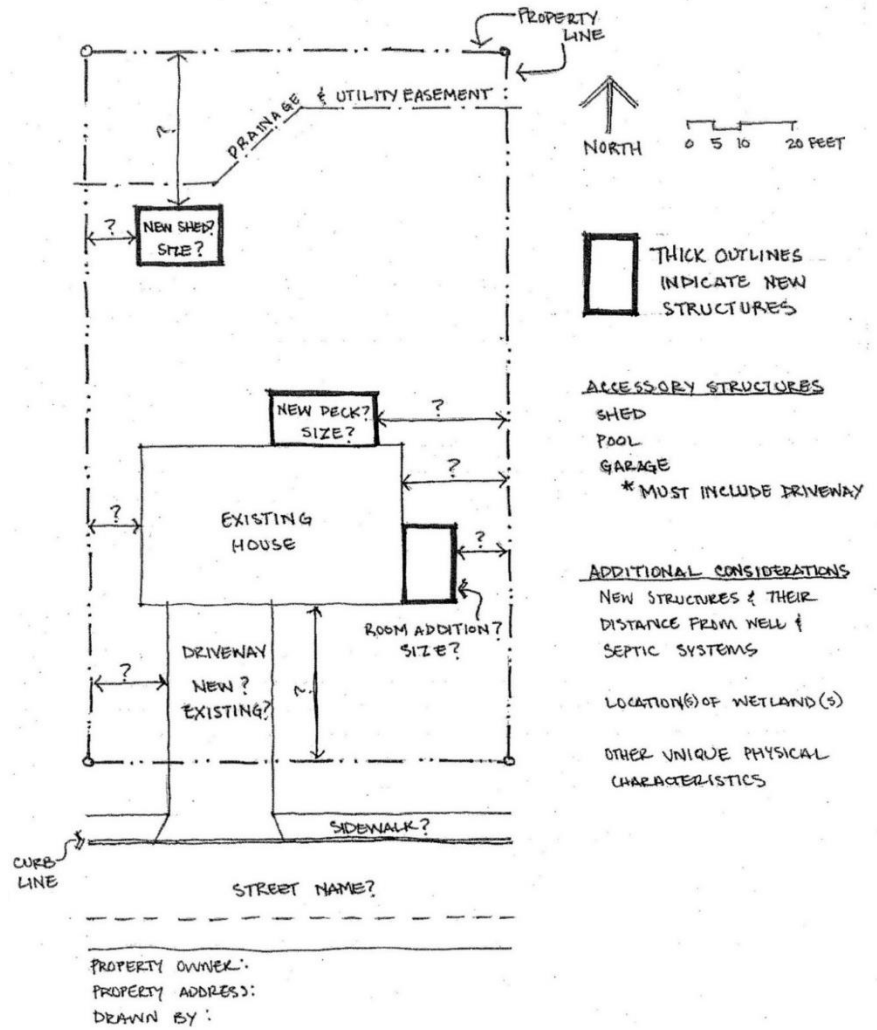 PROPERTY
LINE
DRAINAGE & UTILITY EASEMENT
?
NORTH
0 5 10 20 FEET
?
NEW SHED?
SIZE?
THICK OUTLINES
INDICATE NEW
STRUCTURES
ACCESSORY STRUCTURES
SHED
POOL
GARAGE
* MUST INCLUDE DRIVEWAY
NEW DECK?
SIZE?
?
?
?
EXISTING
HOUSE
?
ROOM ADDITION?
SIZE?
ADDITIONAL CONSIDERATIONS
NEW STRUCTURES & THEIR
DISTANCE FROM WELL &
SEPTIC SYSTEMS
LOCATION(S) OF WETLAND(S)
OTHER UNIQUE PHYSICAL
CHARACTERISTICS
?
DRIVEWAY
NEW?
EXISTING?
?
SIDEWALK?
CURB
LINE
STREET NAME?
PROPERTY OWNER:
PROPERTY ADDRESS:
DRAWN BY: